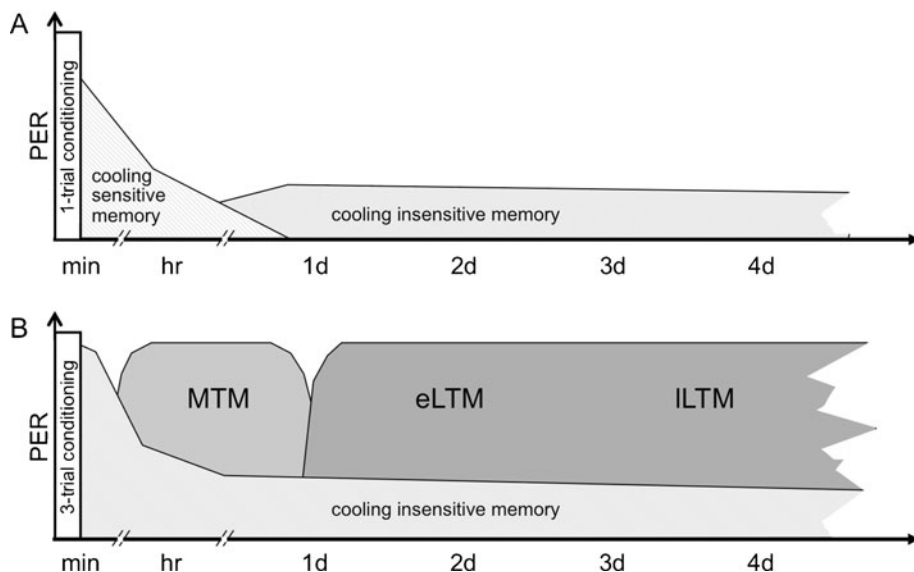 A
PER
1-trial conditioning
cooling
sensitive
memory
cooling insensitive memory
min hr 1d 2d 3d 4d
B
PER
3-trial conditioning
MTM eLTM lLTM
cooling insensitive memory
min hr 1d 2d 3d 4d